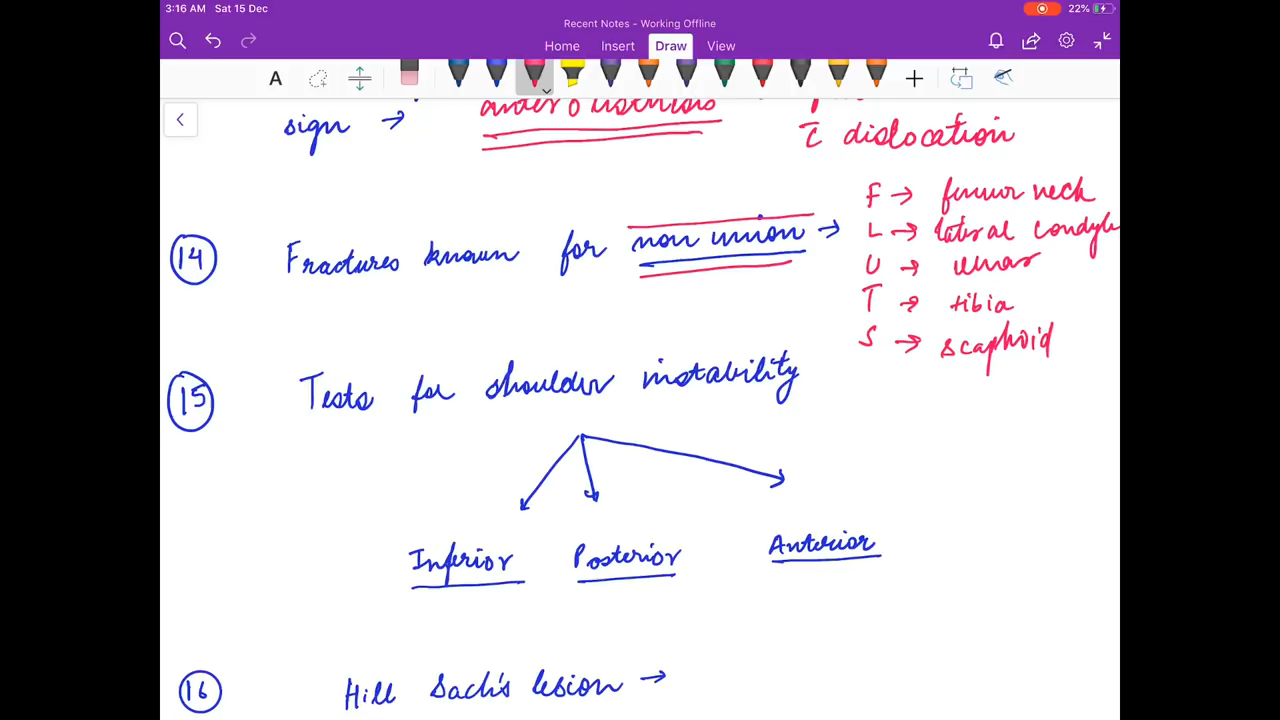 3:16 AM Sat 15 Dec
22%
Recent Notes - Working Offline
Home Insert Draw View
A
sign →
T̄ dislocation
14 Fractures known for non union →
F → femur neck
L → lateral condyle
U → ulnar
T → tibia
S → scaphoid
15 Tests for shoulder instability
Inferior Posterior Anterior
16 Hill Sach's lesion →